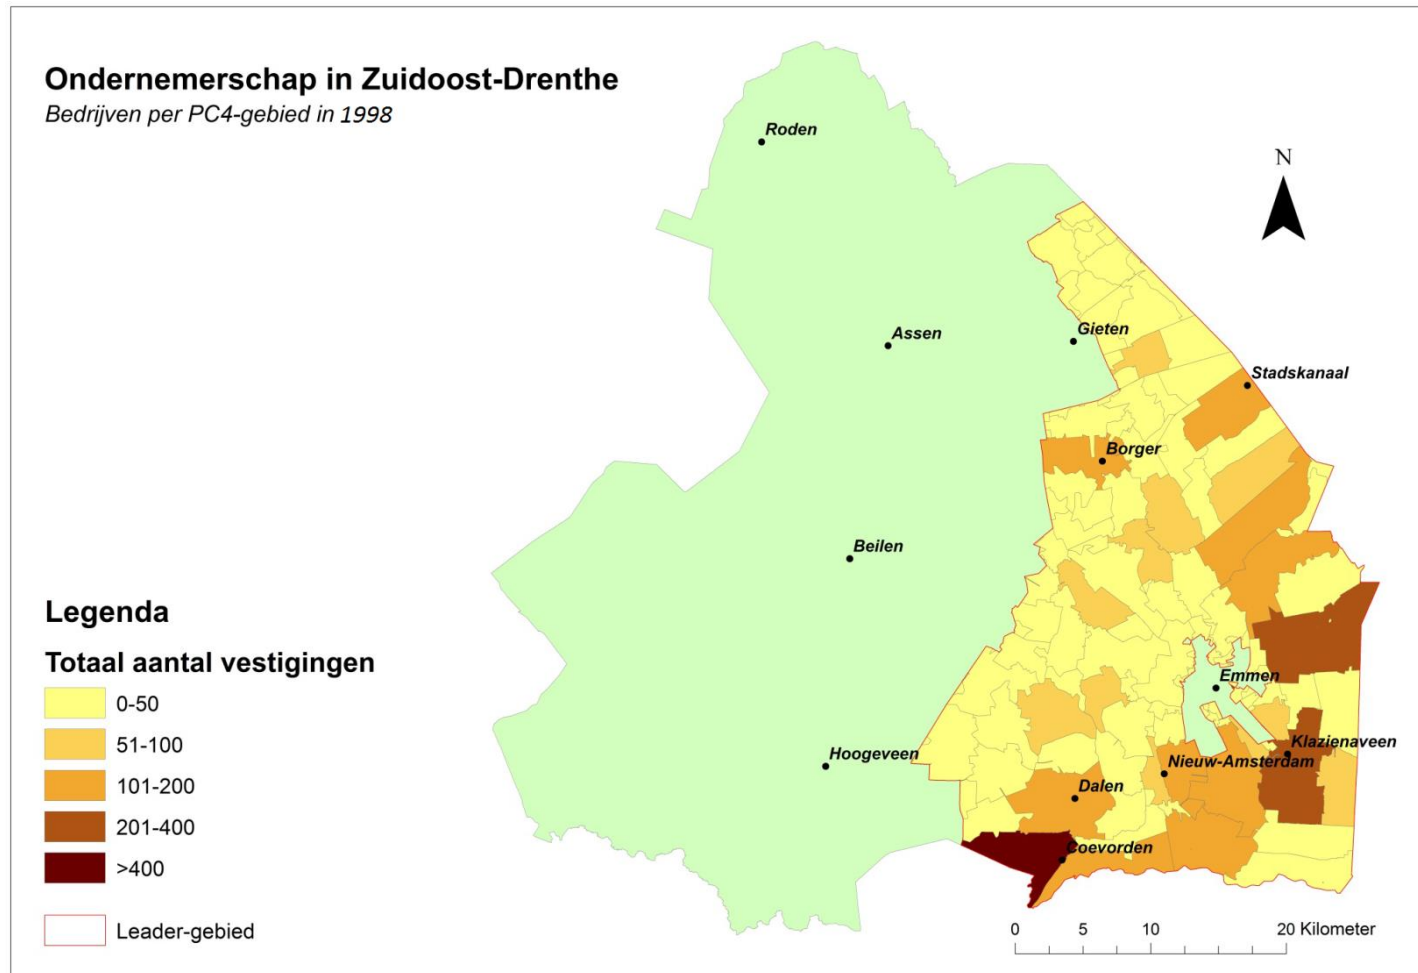 Ondernemerschap in Zuidoost-Drenthe
Bedrijven per PC4-gebied in 1998
Roden
N
Assen
Gieten
Stadskanaal
Borger
Beilen
Emmen
Klazienaveen
Nieuw-Amsterdam
Hoogeveen
Dalen
Coevorden
Legenda
Totaal aantal vestigingen
0-50
51-100
101-200
201-400
>400
Leader-gebied
0 5 10 20 Kilometer